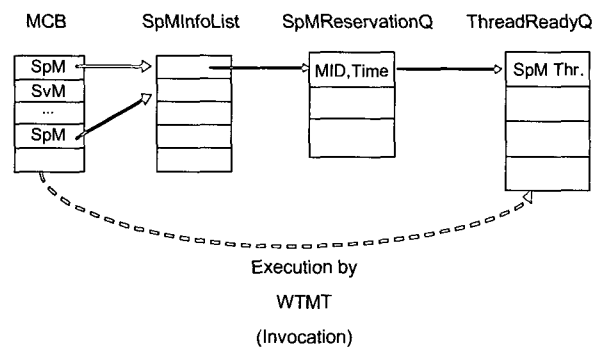 MCB SpMInfoList SpMReservationQ ThreadReadyQ
SpM MID,Time SpM Thr.
SvM
...
SpM
Execution by
WTMT
(Invocation)